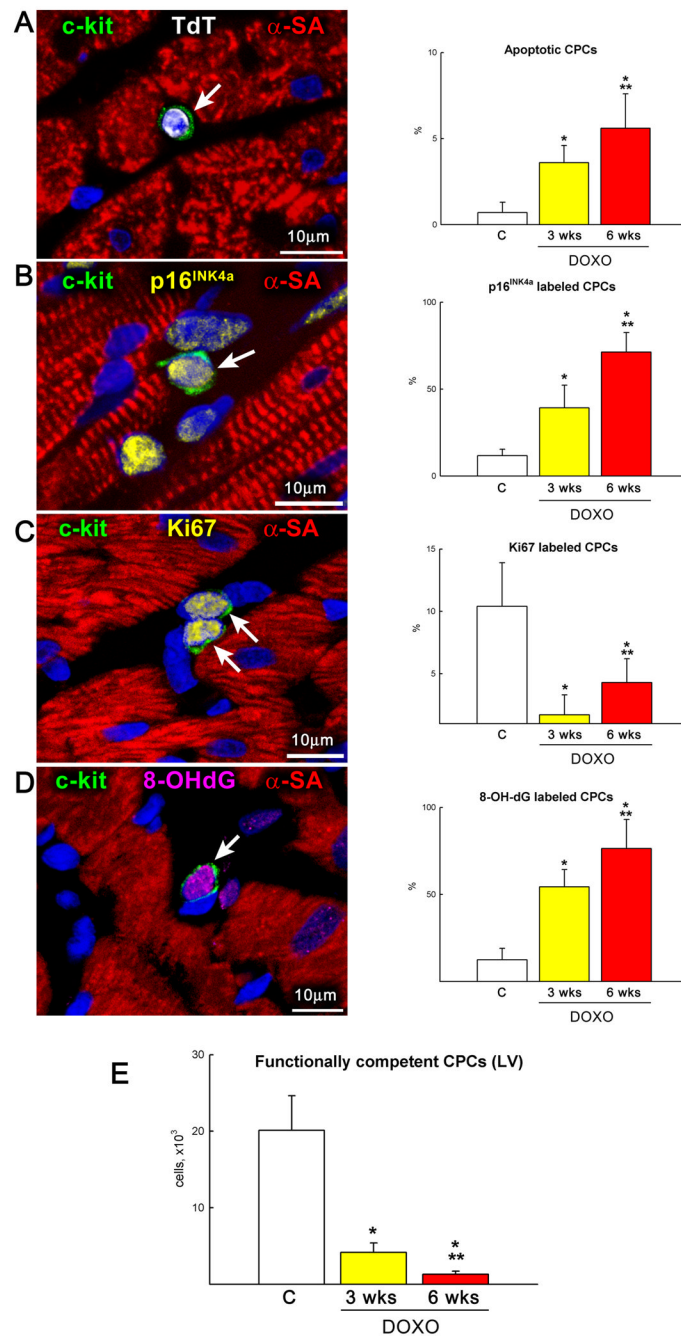 A
c-kit TdT α-SA
10μm
Apoptotic CPCs
10
5
0
%
*
*
**
C 3 wks 6 wks
DOXO
B
c-kit p16INK4a α-SA
10μm
p16INK4a labeled CPCs
100
50
0
%
*
*
**
C 3 wks 6 wks
DOXO
C
c-kit Ki67 α-SA
10μm
Ki67 labeled CPCs
15
10
5
%
*
*
**
C 3 wks 6 wks
DOXO
D
c-kit 8-OHdG α-SA
10μm
8-OH-dG labeled CPCs
100
50
%
*
*
**
C 3 wks 6 wks
DOXO
E
Functionally competent CPCs (LV)
30
20
10
0
cells, x103
*
*
**
C 3 wks 6 wks
DOXO